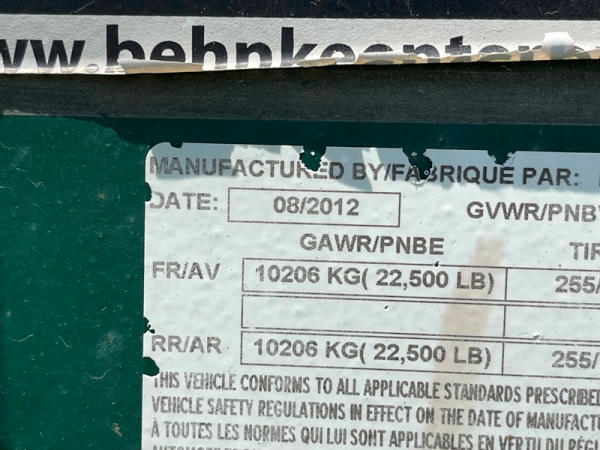 MANUFACTURED BY/FABRIQUE PAR:
DATE: 08/2012 GVWR/PNBV
GAWR/PNBE
FR/AV 10206 KG( 22,500 LB) 255/
RR/AR 10206 KG( 22,500 LB) 255/
THIS VEHICLE CONFORMS TO ALL APPLICABLE STANDARDS PRESCRIBED
VEHICLE SAFETY REGULATIONS IN EFFECT ON THE DATE OF MANUFACTU
À TOUTES LES NORMES QUI LUI SONT APPLICABLES EN VERTU DU RÉGL